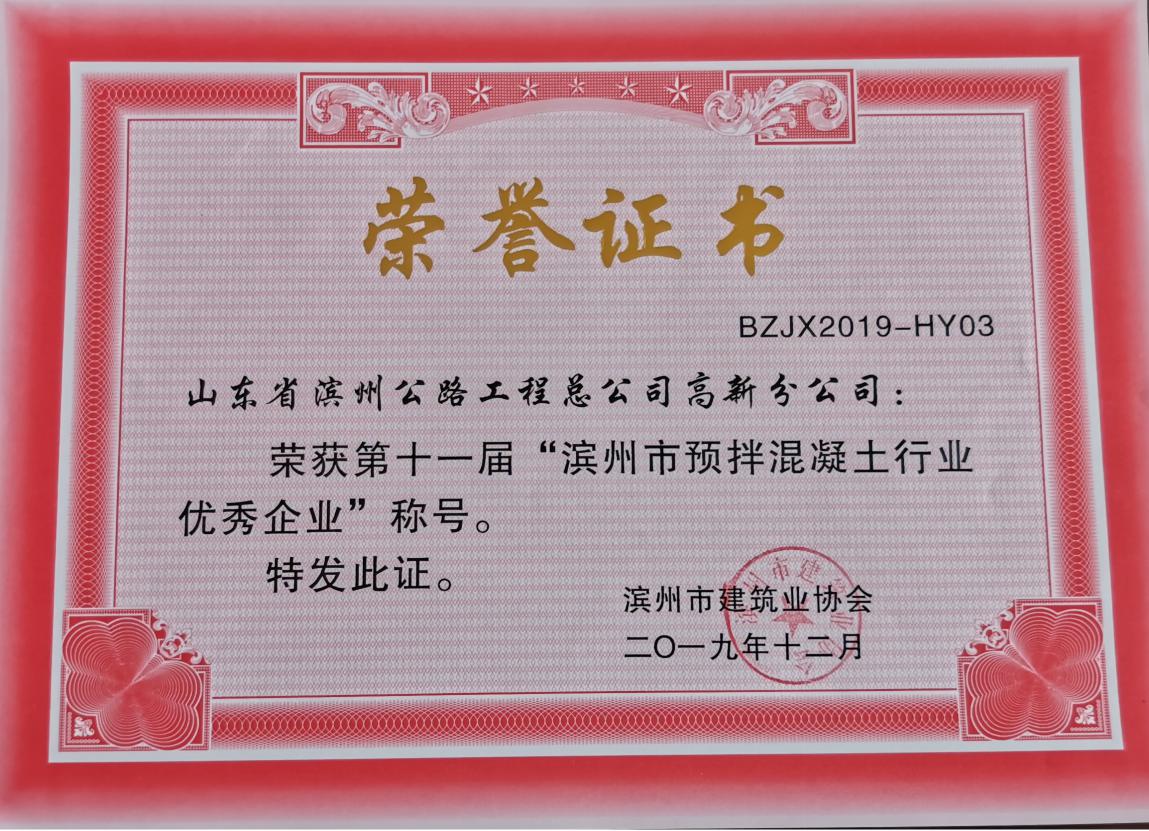 荣誉证书
BZJX2019-HY03
山东省滨州公路工程总公司高新分公司：
荣获第十一届“滨州市预拌混凝土行业
优秀企业”称号。
特发此证。
滨州市建筑业协会
二〇一九年十二月